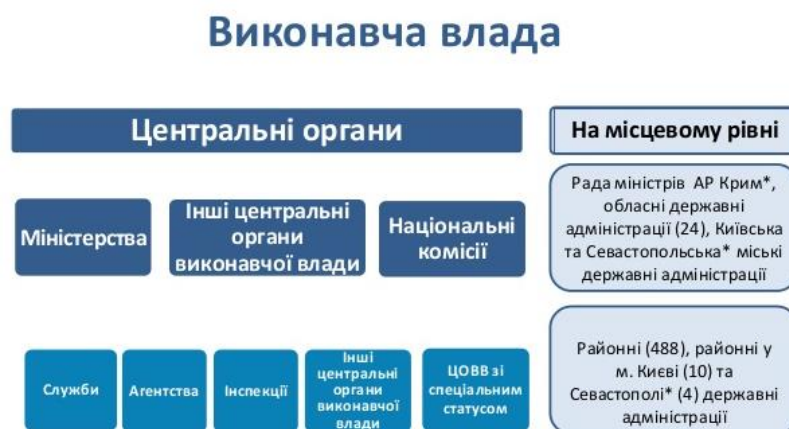 Виконавча влада
Центральні органи
На місцевому рівні
Міністерства
Інші центральні
органи
виконавчої влади
Національні
комісії
Рада міністрів АР Крим*,
обласні державні
адміністрації (24), Київська
та Севастопольська* міські
державні адміністрації
Служби
Агентства
Інспекції
Інші
центральні
органи
виконавчої
влади
ЦОВВ зі
спеціальним
статусом
Районні (488), районні у
м. Києві (10) та
Севастополі* (4) державні
адміністрації